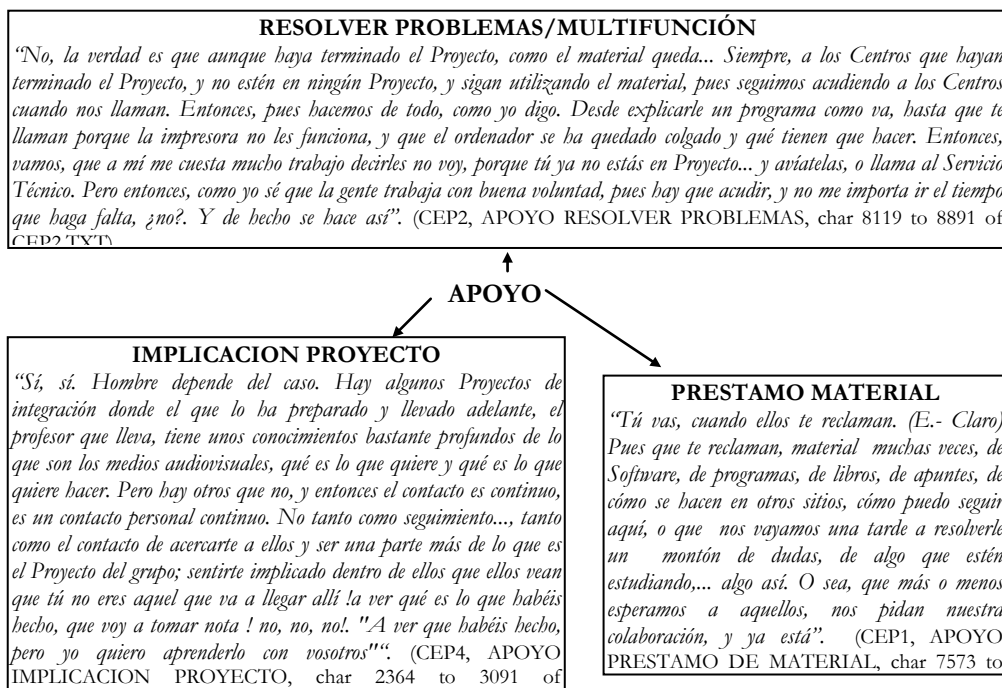 RESOLVER PROBLEMAS/MULTIFUNCIÓN
“No, la verdad es que aunque haya terminado el Proyecto, como el material queda... Siempre, a los Centros que hayan
terminado el Proyecto, y no estén en ningún Proyecto, y sigan utilizando el material, pues seguimos acudiendo a los Centros
cuando nos llaman. Entonces, pues hacemos de todo, como yo digo. Desde explicarle un programa como va, hasta que te
llaman porque la impresora no les funciona, y que el ordenador se ha quedado colgado y qué tienen que hacer. Entonces,
vamos, que a mí me cuesta mucho trabajo decirles no voy, porque tú ya no estás en Proyecto... y avíatelas, o llama al Servicio
Técnico. Pero entonces, como yo sé que la gente trabaja con buena voluntad, pues hay que acudir, y no me importa ir el tiempo
que haga falta, ¿no?. Y de hecho se hace así”. (CEP2, APOYO RESOLVER PROBLEMAS, char 8119 to 8891 of
CEP2.TXT)
APOYO
IMPLICACION PROYECTO
“Sí, sí. Hombre depende del caso. Hay algunos Proyectos de
integración donde el que lo ha preparado y llevado adelante, el
profesor que lleva, tiene unos conocimientos bastante profundos de lo
que son los medios audiovisuales, qué es lo que quiere y qué es lo que
quiere hacer. Pero hay otros que no, y entonces el contacto es continuo,
es un contacto personal continuo. No tanto como seguimiento..., tanto
como el contacto de acercarte a ellos y ser una parte más de lo que es
el Proyecto del grupo; sentirte implicado dentro de ellos que ellos vean
que tú no eres aquel que va a llegar allí !a ver qué es lo que habéis
hecho, que voy a tomar nota ! no, no, no!. "A ver que habéis hecho,
pero yo quiero aprenderlo con vosotros"“. (CEP4, APOYO
IMPLICACION PROYECTO, char 2364 to 3091 of
PRESTAMO MATERIAL
“Tú vas, cuando ellos te reclaman. (E.- Claro)
Pues que te reclaman, material muchas veces, de
Software, de programas, de libros, de apuntes, de
cómo se hacen en otros sitios, cómo puedo seguir
aquí, o que nos vayamos una tarde a resolverle
un montón de dudas, de algo que estén
estudiando,... algo así. O sea, que más o menos
esperamos a aquellos, nos pidan nuestra
colaboración, y ya está”. (CEP1, APOYO
PRESTAMO DE MATERIAL, char 7573 to